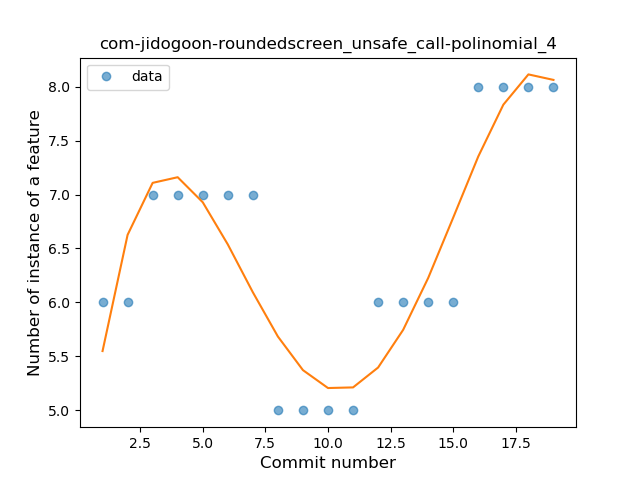 com-jidogoon-roundedscreen_unsafe_call-polinomial_4
data
Number of instance of a feature
8.0
7.5
7.0
6.5
6.0
5.5
5.0
2.5 5.0 7.5 10.0 12.5 15.0 17.5
Commit number